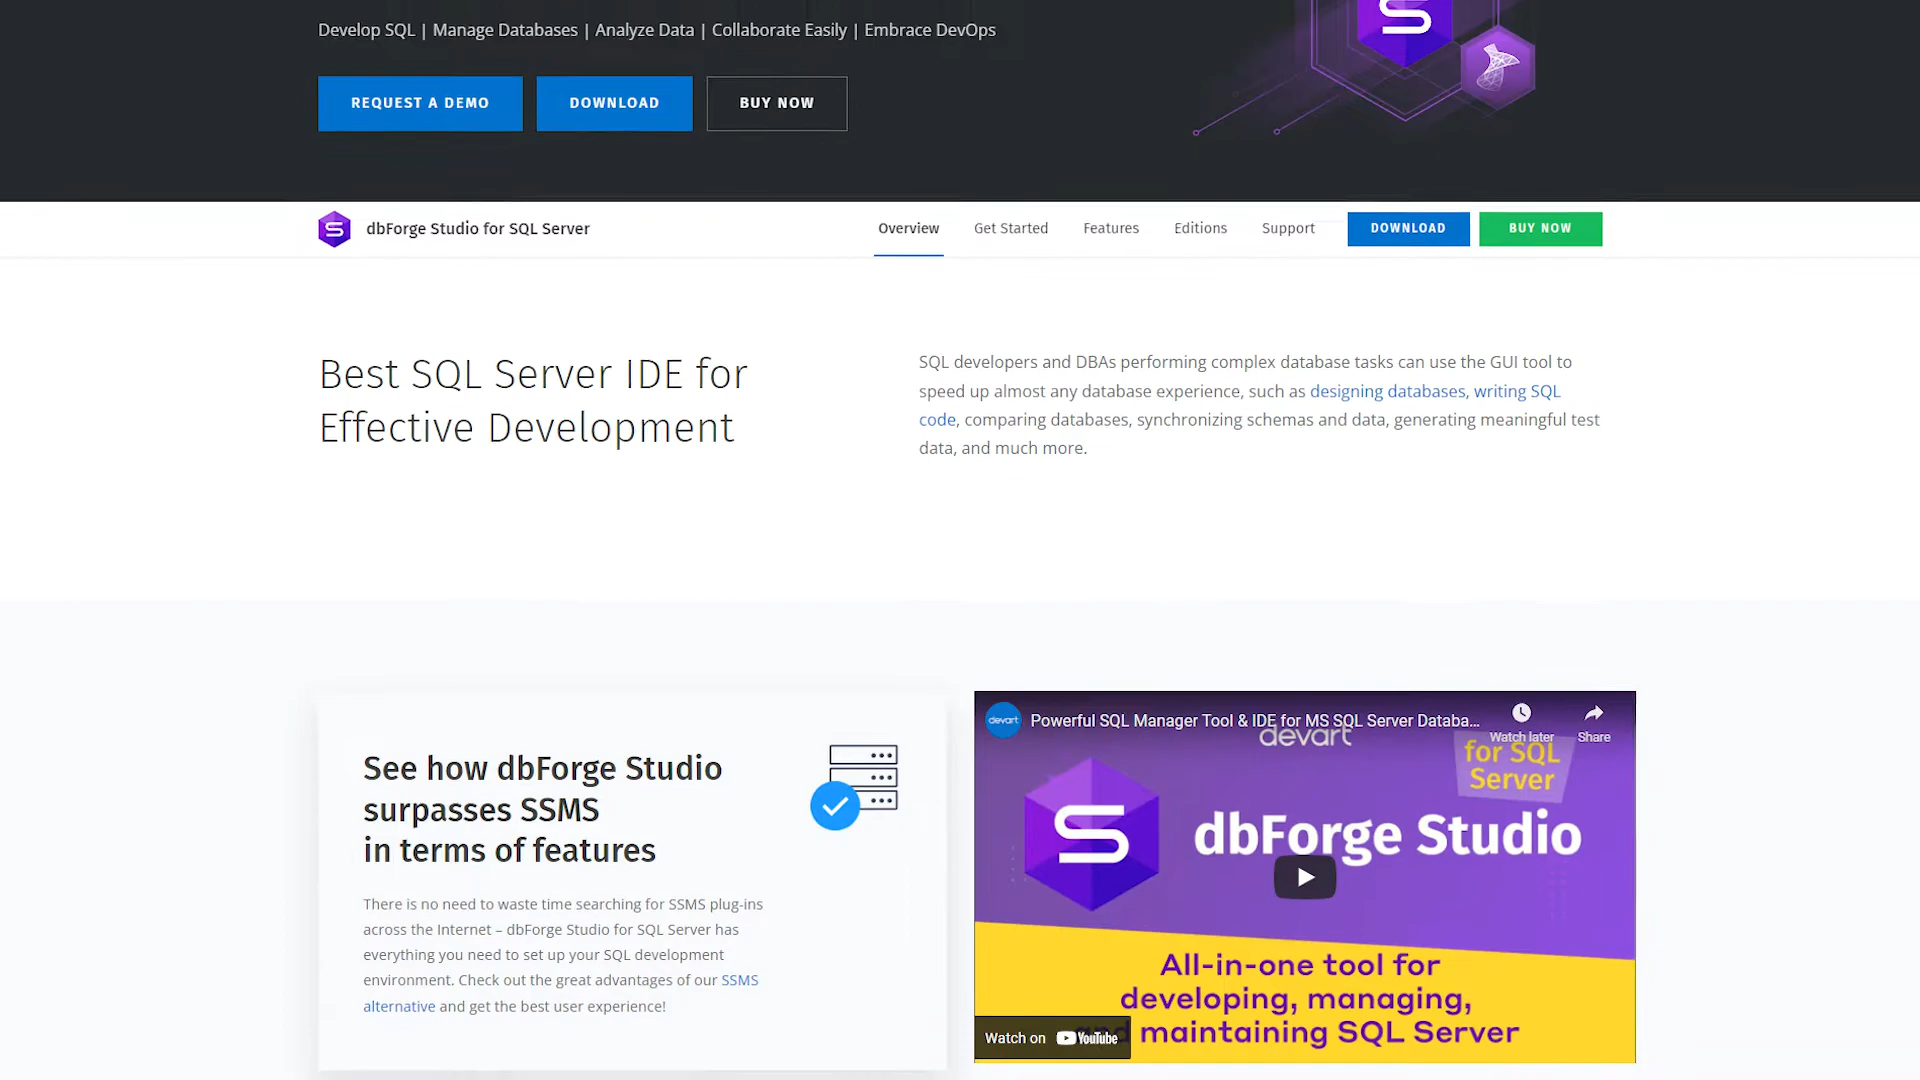 Develop SQL | Manage Databases | Analyze Data | Collaborate Easily | Embrace DevOps
REQUEST A DEMO
DOWNLOAD
BUY NOW
dbForge Studio for SQL Server
Overview
Get Started
Features
Editions
Support
DOWNLOAD
BUY NOW
Best SQL Server IDE for
Effective Development
SQL developers and DBAs performing complex database tasks can use the GUI tool to
speed up almost any database experience, such as designing databases, writing SQL
code, comparing databases, synchronizing schemas and data, generating meaningful test
data, and much more.
See how dbForge Studio
surpasses SSMS
in terms of features
There is no need to waste time searching for SSMS plug-ins
across the Internet – dbForge Studio for SQL Server has
everything you need to set up your SQL development
environment. Check out the great advantages of our SSMS
alternative and get the best user experience!
devart
Powerful SQL Manager Tool & IDE for MS SQL Server Databa...
Watch later
Share
devart
for SQL
Server
dbForge Studio
All-in-one tool for
developing, managing,
and maintaining SQL Server
Watch on YouTube